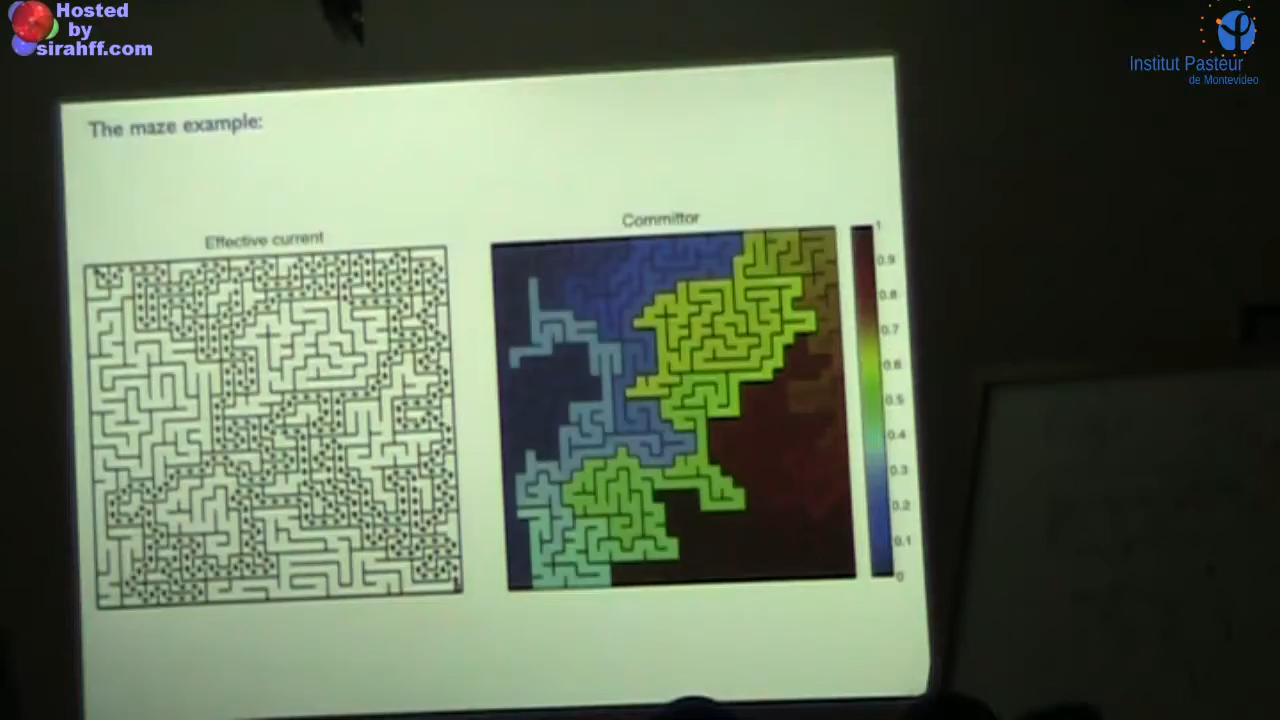 Hosted
by
sirahff.com
Institut Pasteur
de Montevideo
The maze example:
Effective current
Committor
1
0.9
0.8
0.7
0.6
0.5
0.4
0.3
0.2
0.1
0